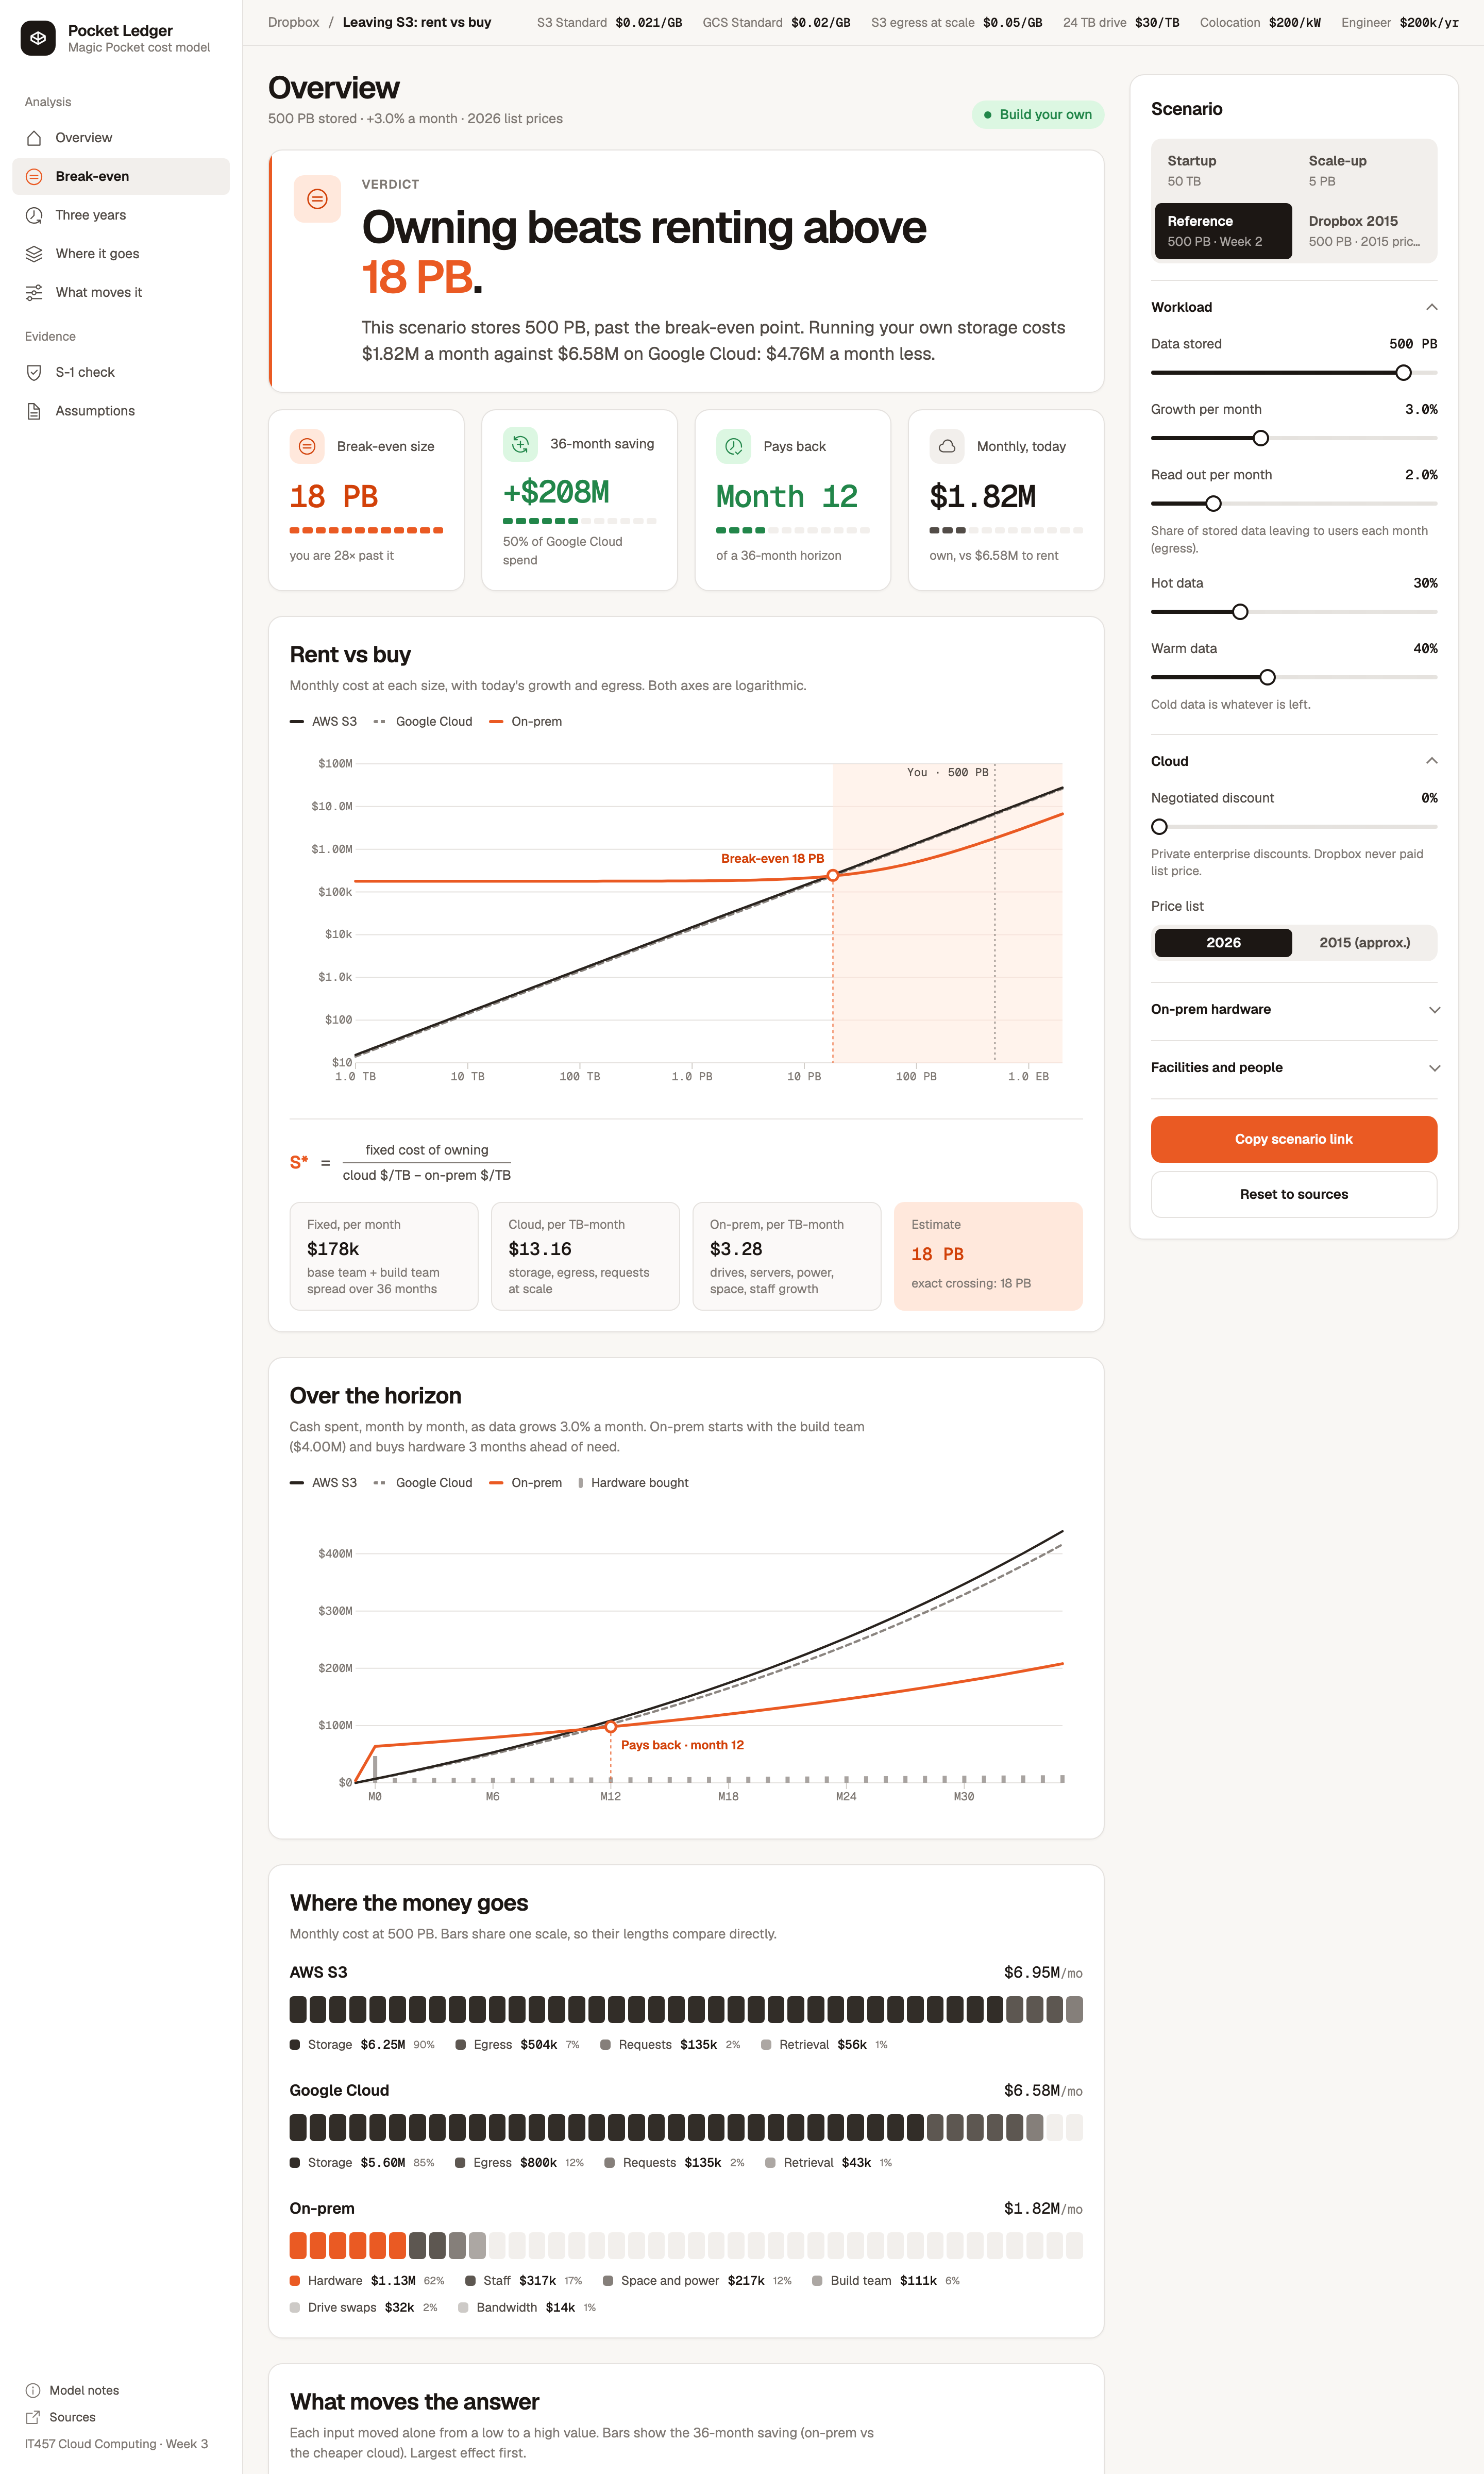 Pocket Ledger
Magic Pocket cost model
Analysis
Overview
Break-even
Three years
Where it goes
What moves it
Evidence
S-1 check
Assumptions
Model notes
Sources
IT457 Cloud Computing · Week 3
Dropbox / Leaving S3: rent vs buy
S3 Standard $0.021/GB
GCS Standard $0.02/GB
S3 egress at scale $0.05/GB
24 TB drive $30/TB
Colocation $200/kW
Engineer $200k/yr
Overview
500 PB stored · +3.0% a month · 2026 list prices
Build your own
VERDICT
Owning beats renting above
18 PB.
This scenario stores 500 PB, past the break-even point. Running your own storage costs
$1.82M a month against $6.58M on Google Cloud: $4.76M a month less.
Break-even size
18 PB
you are 28× past it
36-month saving
+$208M
50% of Google Cloud
spend
Pays back
Month 12
of a 36-month horizon
Monthly, today
$1.82M
own, vs $6.58M to rent
Rent vs buy
Monthly cost at each size, with today's growth and egress. Both axes are logarithmic.
AWS S3 Google Cloud On-prem
$100M
$10.0M
$1.00M
$100k
$10k
$1.0k
$100
$10
You · 500 PB
Break-even 18 PB
1.0 TB 10 TB 100 TB 1.0 PB 10 PB 100 PB 1.0 EB
S* =
fixed cost of owning
cloud $/TB – on-prem $/TB
Fixed, per month
$178k
base team + build team
spread over 36 months
Cloud, per TB-month
$13.16
storage, egress, requests
at scale
On-prem, per TB-month
$3.28
drives, servers, power,
space, staff growth
Estimate
18 PB
exact crossing: 18 PB
Over the horizon
Cash spent, month by month, as data grows 3.0% a month. On-prem starts with the build team
($4.00M) and buys hardware 3 months ahead of need.
AWS S3 Google Cloud On-prem Hardware bought
$400M
$300M
$200M
$100M
$0
Pays back · month 12
M0 M6 M12 M18 M24 M30
Where the money goes
Monthly cost at 500 PB. Bars share one scale, so their lengths compare directly.
AWS S3 $6.95M/mo
Storage $6.25M 90% Egress $504k 7% Requests $135k 2% Retrieval $56k 1%
Google Cloud $6.58M/mo
Storage $5.60M 85% Egress $800k 12% Requests $135k 2% Retrieval $43k 1%
On-prem $1.82M/mo
Hardware $1.13M 62% Staff $317k 17% Space and power $217k 12% Build team $111k 6%
Drive swaps $32k 2% Bandwidth $14k 1%
What moves the answer
Each input moved alone from a low to a high value. Bars show the 36-month saving (on-prem vs
the cheaper cloud). Largest effect first.
Scenario
Startup
50 TB
Scale-up
5 PB
Reference
500 PB · Week 2
Dropbox 2015
500 PB · 2015 pric…
Workload
Data stored 500 PB
Growth per month 3.0%
Read out per month 2.0%
Share of stored data leaving to users each month
(egress).
Hot data 30%
Warm data 40%
Cold data is whatever is left.
Cloud
Negotiated discount 0%
Private enterprise discounts. Dropbox never paid
list price.
Price list
2026 2015 (approx.)
On-prem hardware
Facilities and people
Copy scenario link
Reset to sources